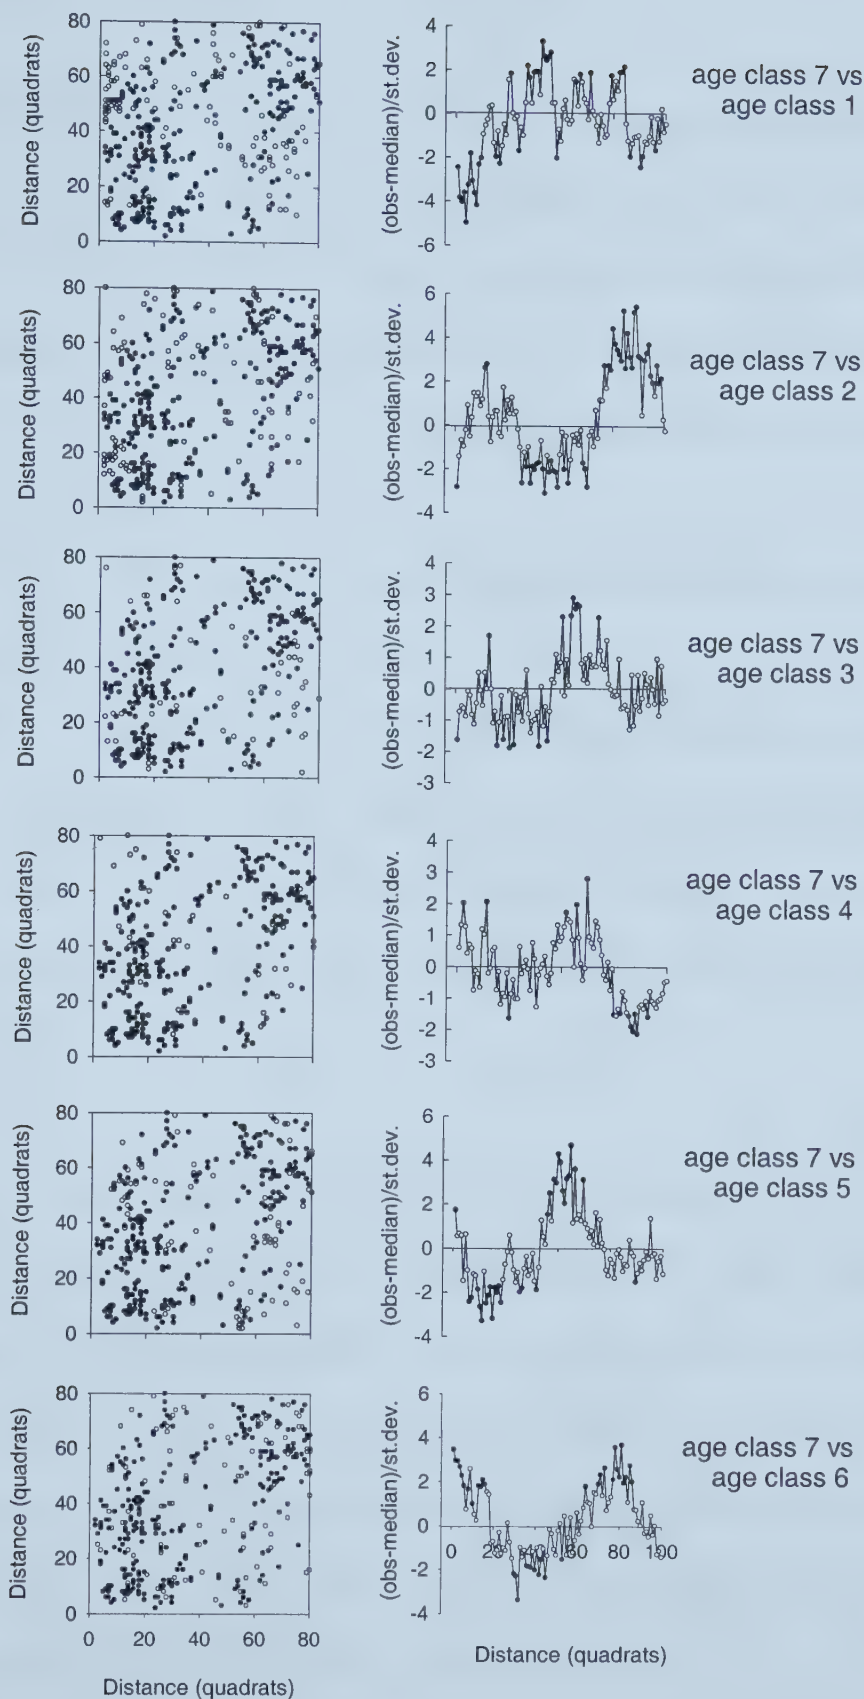 Distance (quadrats)
80
60
40
20
0
(obs-median)/st.dev.
4
2
0
-2
-4
-6
age class 7 vs
age class 1
Distance (quadrats)
80
60
40
20
0
(obs-median)/st.dev.
6
4
2
0
-2
-4
age class 7 vs
age class 2
Distance (quadrats)
80
60
40
20
0
(obs-median)/st.dev.
4
3
2
1
0
-1
-2
-3
age class 7 vs
age class 3
Distance (quadrats)
80
60
40
20
0
(obs-median)/st.dev.
4
3
2
1
0
-1
-2
-3
age class 7 vs
age class 4
Distance (quadrats)
80
60
40
20
0
(obs-median)/st.dev.
6
4
2
0
-2
-4
age class 7 vs
age class 5
Distance (quadrats)
80
60
40
20
0
0 20 40 60 80
Distance (quadrats)
(obs-median)/st.dev.
6
4
2
0
-2
-4
0 20 40 60 80 100
Distance (quadrats)
age class 7 vs
age class 6